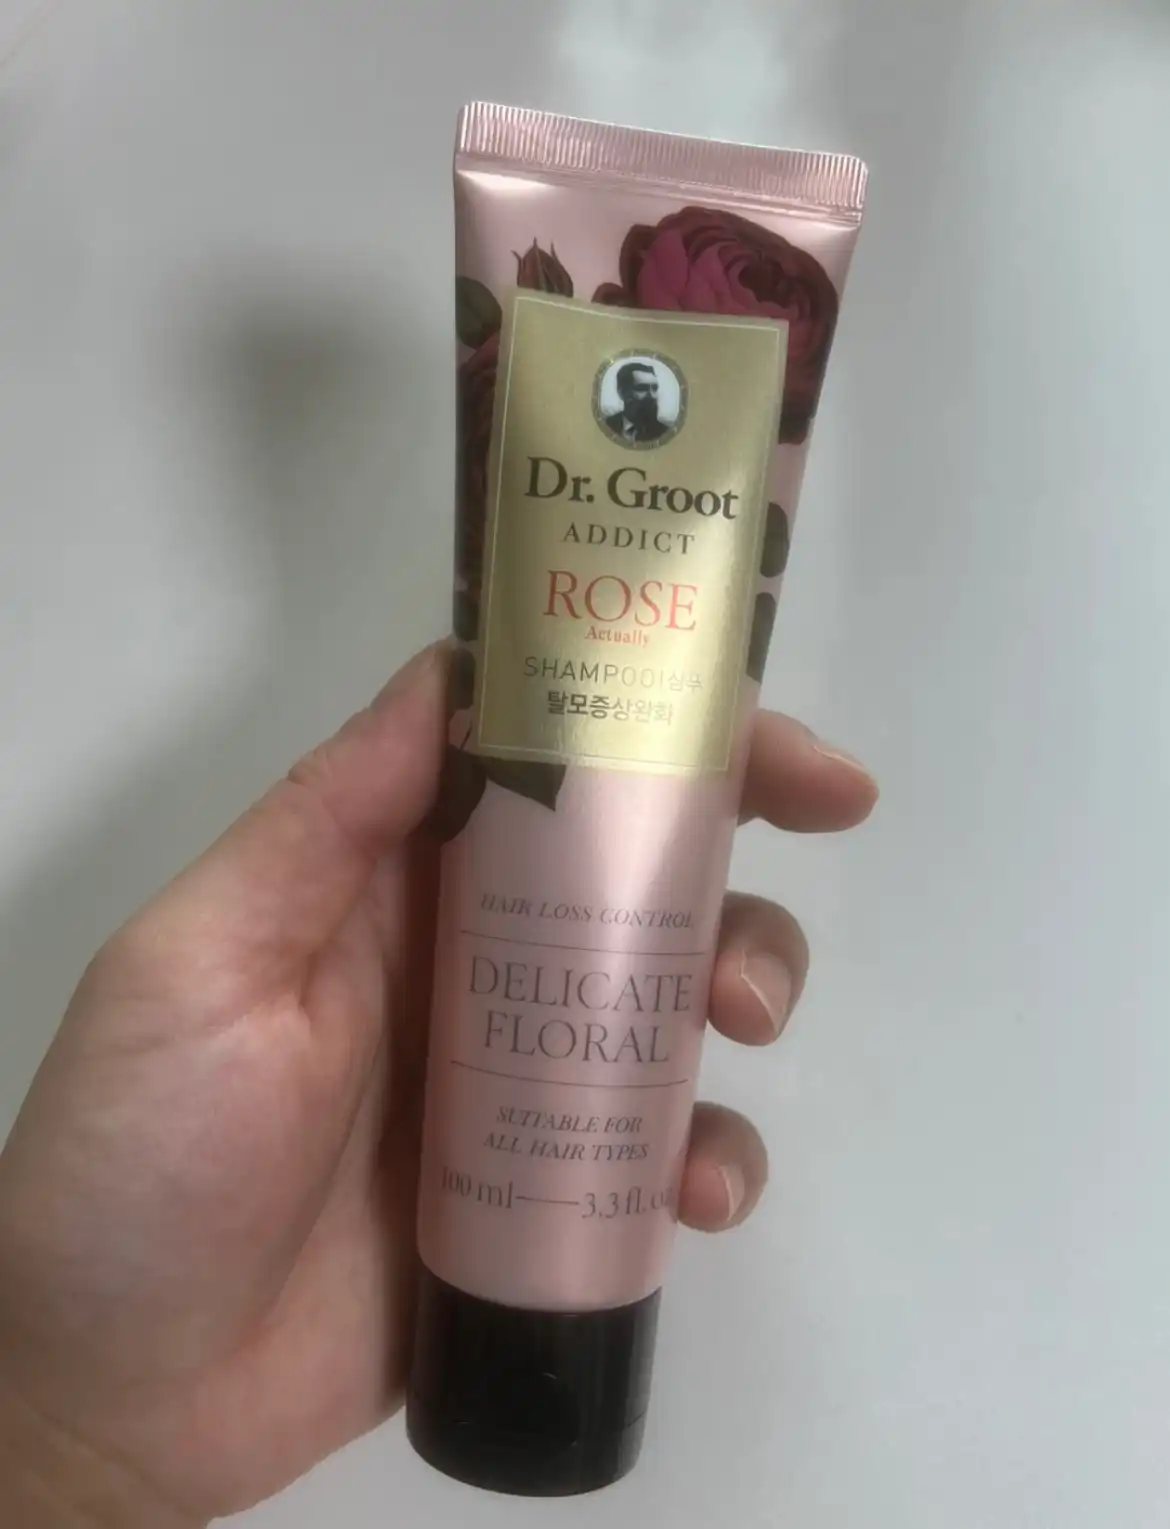 Dr. Groot
ADDICT
ROSE
Actually
SHAMPOO|샴푸
탈모증상완화
HAIR LOSS CONTROL
DELICATE
FLORAL
SUITABLE FOR
ALL HAIR TYPES
100 ml—3.3 fl. oz